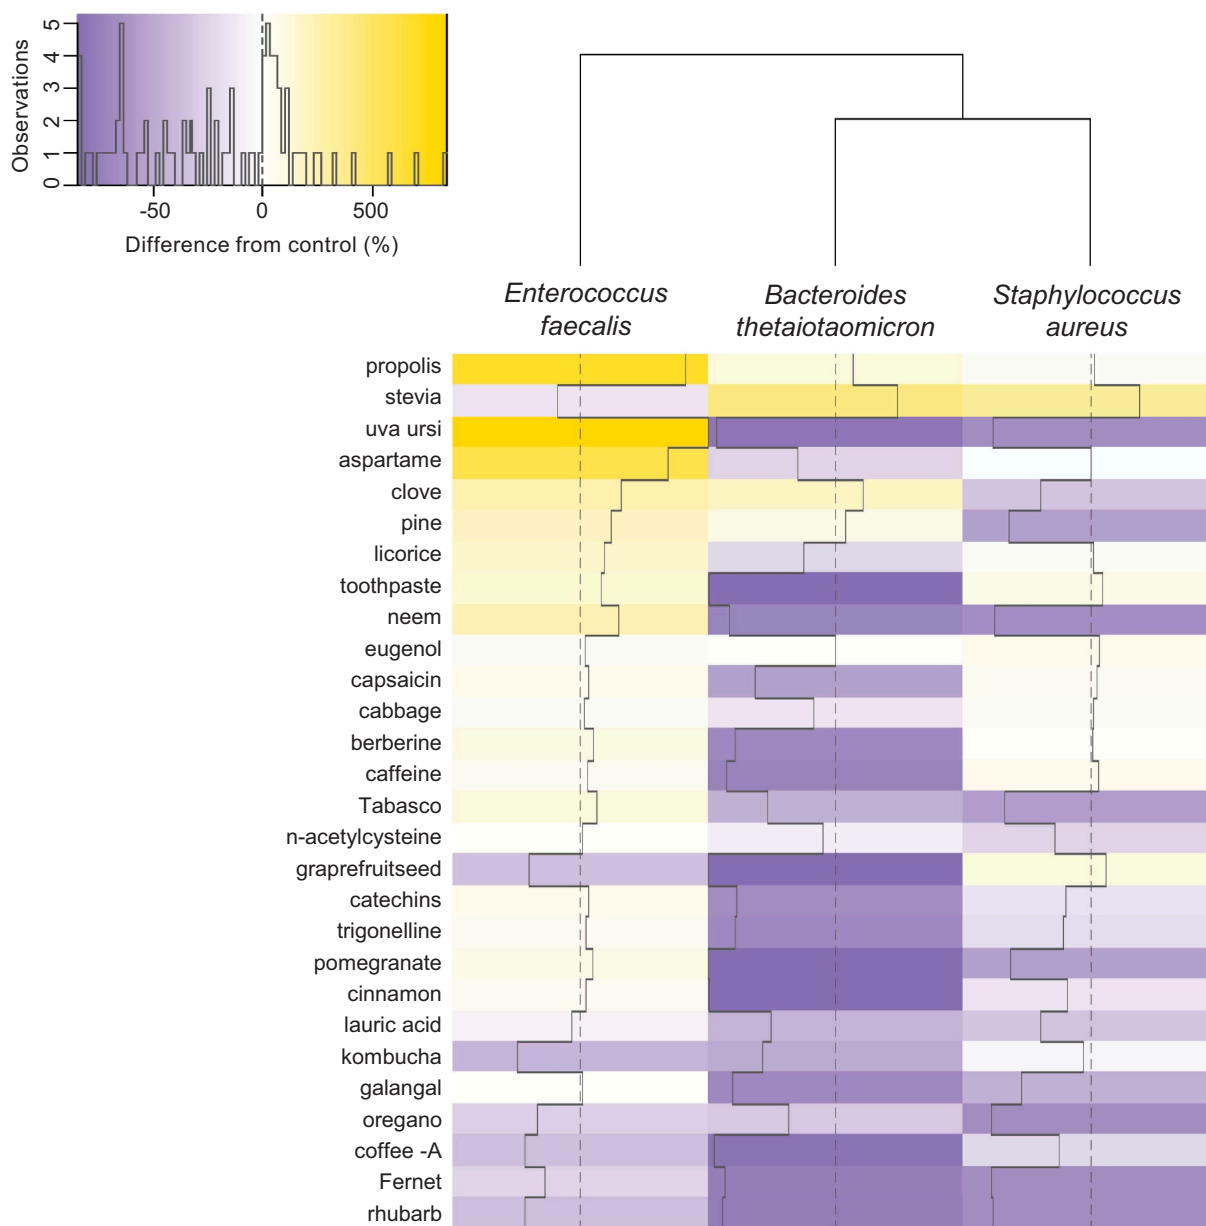 Observations
0
1
2
3
4
5
-50
0
500
Difference from control (%)
Enterococcus
faecalis
Bacteroides
thetaiotaomicron
Staphylococcus
aureus
propolis
stevia
uva ursi
aspartame
clove
pine
licorice
toothpaste
neem
eugenol
capsaicin
cabbage
berberine
caffeine
Tabasco
n-acetylcysteine
graprefruitseed
catechins
trigonelline
pomegranate
cinnamon
lauric acid
kombucha
galangal
oregano
coffee -A
Fernet
rhubarb